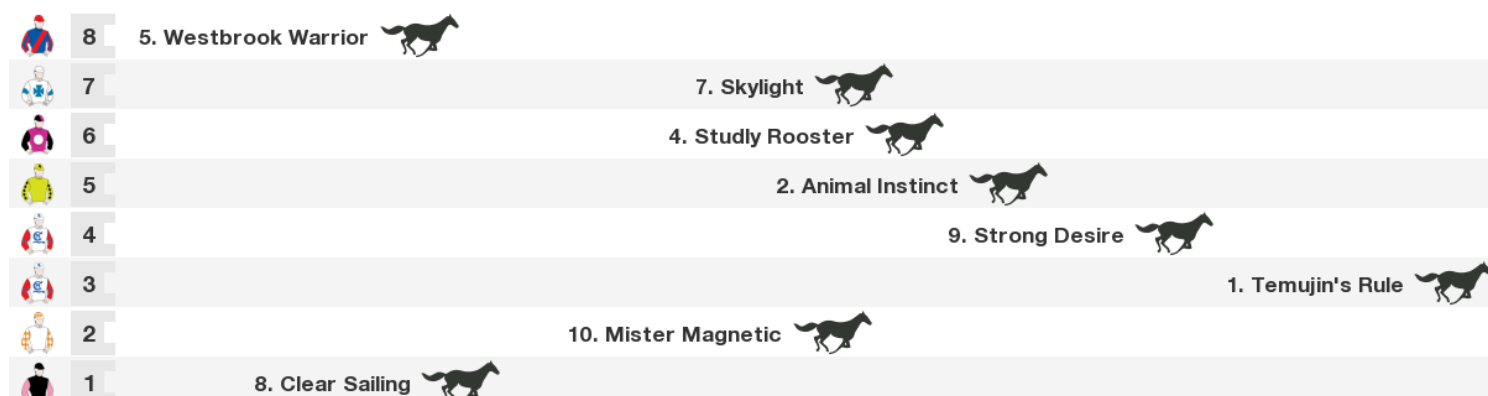 8 5. Westbrook Warrior
7 7. Skylight
6 4. Studly Rooster
5 2. Animal Instinct
4 9. Strong Desire
3 1. Temujin's Rule
2 10. Mister Magnetic
1 8. Clear Sailing